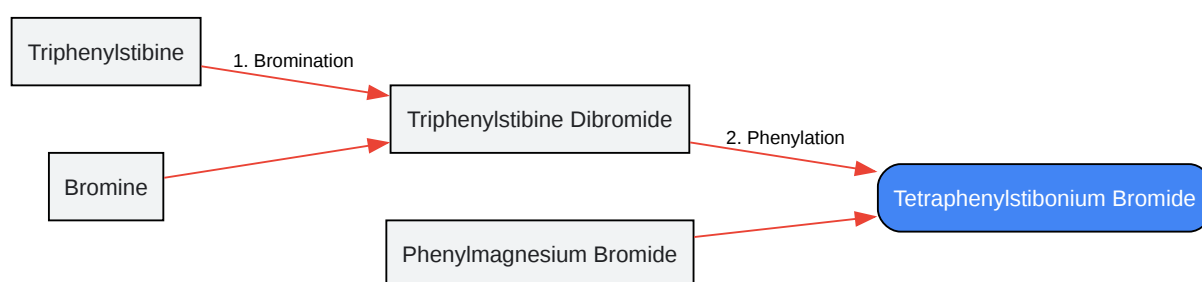 Triphenylstibine
1. Bromination
Triphenylstibine Dibromide
Bromine
2. Phenylation
Tetraphenylstibonium Bromide
Phenylmagnesium Bromide